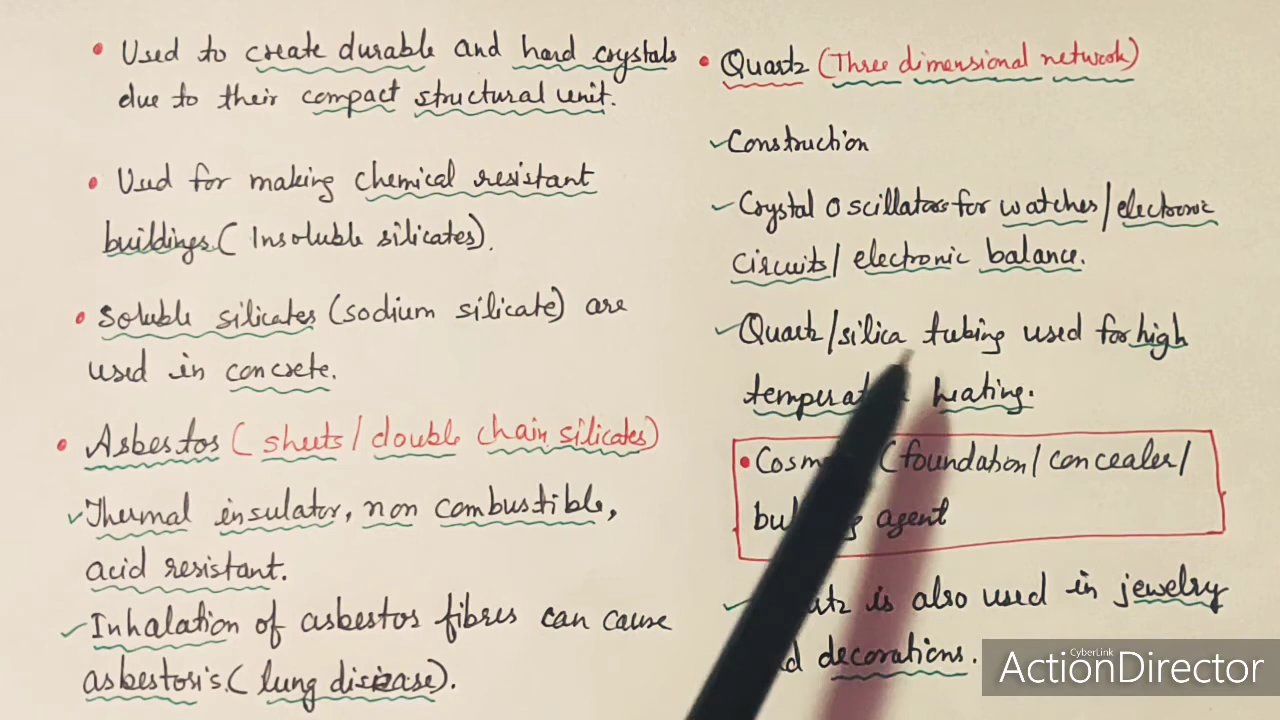 • Used to create durable and hard crystals
due to their compact structural unit.
• Used for making chemical resistant
buildings (Insoluble silicates).
• Soluble silicates (sodium silicate) are
used in concrete.
• Asbestos (sheets/double chain silicates)
✓ Thermal insulator, non combustible,
acid resistant.
✓ Inhalation of asbestos fibres can cause
asbestosis. (lung disease).
• Quartz (Three dimensional network)
✓ Construction
✓ Crystal oscillators for watches/electronic
circuits/electronic balance.
✓ Quartz/silica tubing used for high
heating.
• (foundation/concealer/
agent
✓ is also used in jewelry
decorations.
CyberLink
ActionDirector